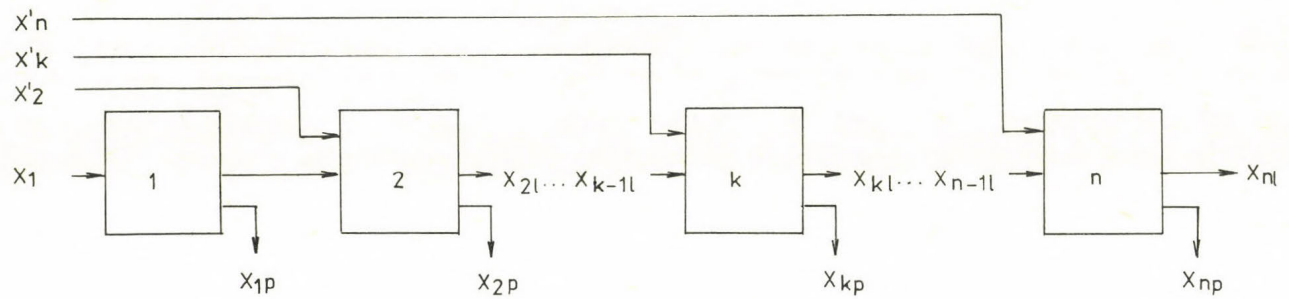 X'n
X'k
X'2
X1 1 2 X2l... Xk-1l k Xkl... Xn-1l n Xnl
X1p X2p Xkp Xnp